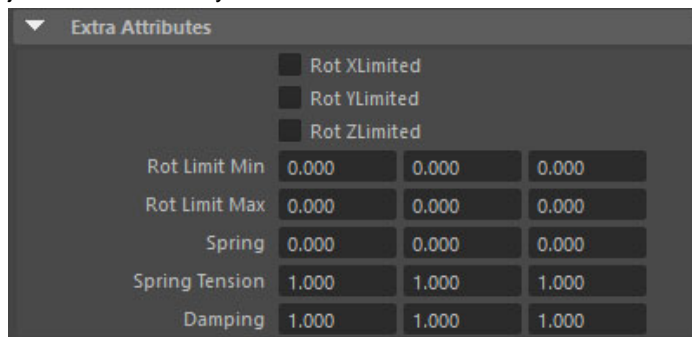 Extra Attributes
Rot XLimited
Rot YLimited
Rot ZLimited
Rot Limit Min 0.000 0.000 0.000
Rot Limit Max 0.000 0.000 0.000
Spring 0.000 0.000 0.000
Spring Tension 1.000 1.000 1.000
Damping 1.000 1.000 1.000